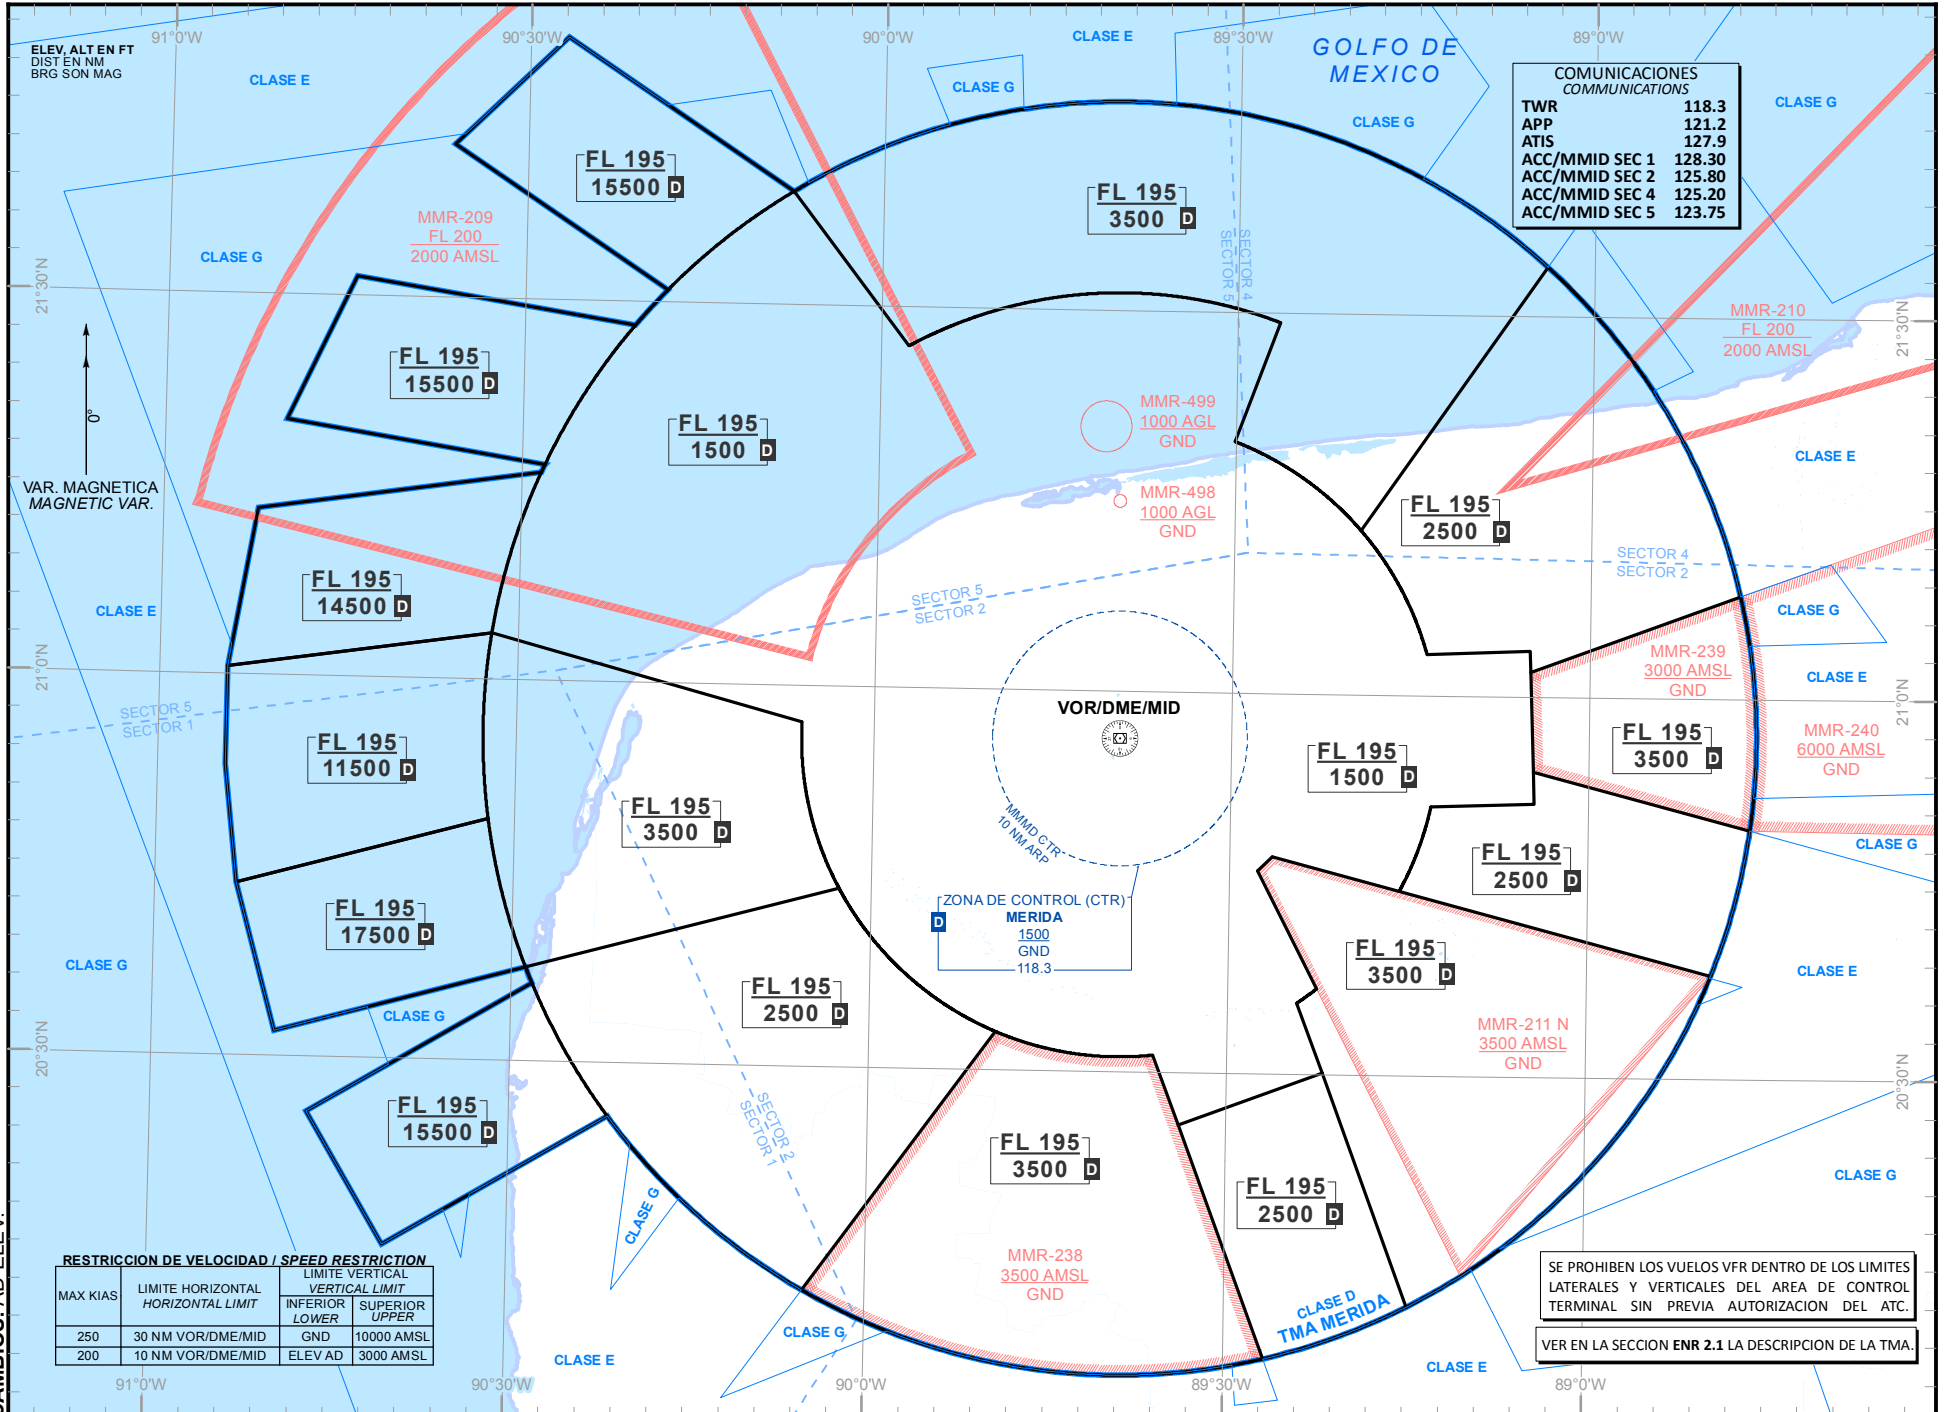 91°0'W
90°30'W
90°0'W
89°30'W
89°0'W
ELEV, ALT EN FT
DIST EN NM
BRG SON MAG
CLASE E
CLASE E
GOLFO DE
MEXICO
CLASE G
CLASE G
CLASE G
COMUNICACIONES
COMMUNICATIONS
TWR 118.3
APP 121.2
ATIS 127.9
ACC/MMID SEC 1 128.30
ACC/MMID SEC 2 125.80
ACC/MMID SEC 4 125.20
ACC/MMID SEC 5 123.75
FL 195
15500 D
FL 195
3500 D
MMR-209
FL 200
2000 AMSL
CLASE G
SECTOR 4
SECTOR 5
21°30'N
21°30'N
MMR-210
FL 200
2000 AMSL
FL 195
15500 D
0°
VAR. MAGNETICA
MAGNETIC VAR.
FL 195
1500 D
MMR-499
1000 AGL
GND
MMR-498
1000 AGL
GND
CLASE E
FL 195
2500 D
SECTOR 4
SECTOR 2
FL 195
14500 D
CLASE E
SECTOR 5
SECTOR 2
CLASE G
MMR-239
3000 AMSL
GND
CLASE E
21°0'N
21°0'N
SECTOR 5
SECTOR 1
VOR/DME/MID
FL 195
11500 D
FL 195
1500 D
FL 195
3500 D
MMR-240
6000 AMSL
GND
FL 195
3500 D
MMMD CTR
10 NM ARP
CLASE G
FL 195
2500 D
ZONA DE CONTROL (CTR)
D
MERIDA
1500
GND
118.3
FL 195
17500 D
FL 195
3500 D
CLASE G
CLASE E
FL 195
2500 D
CLASE G
MMR-211 N
3500 AMSL
GND
20°30'N
20°30'N
FL 195
15500 D
SECTOR 2
SECTOR 1
FL 195
3500 D
CLASE G
FL 195
2500 D
CLASE G
MMR-238
3500 AMSL
GND
CLASE D
TMA MERIDA
CLASE G
CLASE E
CLASE E
RESTRICCION DE VELOCIDAD / SPEED RESTRICTION
MAX KIAS
LIMITE HORIZONTAL
HORIZONTAL LIMIT
LIMITE VERTICAL
VERTICAL LIMIT
INFERIOR
LOWER
SUPERIOR
UPPER
250 30 NM VOR/DME/MID GND 10000 AMSL
200 10 NM VOR/DME/MID ELEV AD 3000 AMSL
SE PROHIBEN LOS VUELOS VFR DENTRO DE LOS LIMITES
LATERALES Y VERTICALES DEL AREA DE CONTROL
TERMINAL SIN PREVIA AUTORIZACION DEL ATC.
VER EN LA SECCION ENR 2.1 LA DESCRIPCION DE LA TMA.
91°0'W
90°30'W
90°0'W
89°30'W
89°0'W